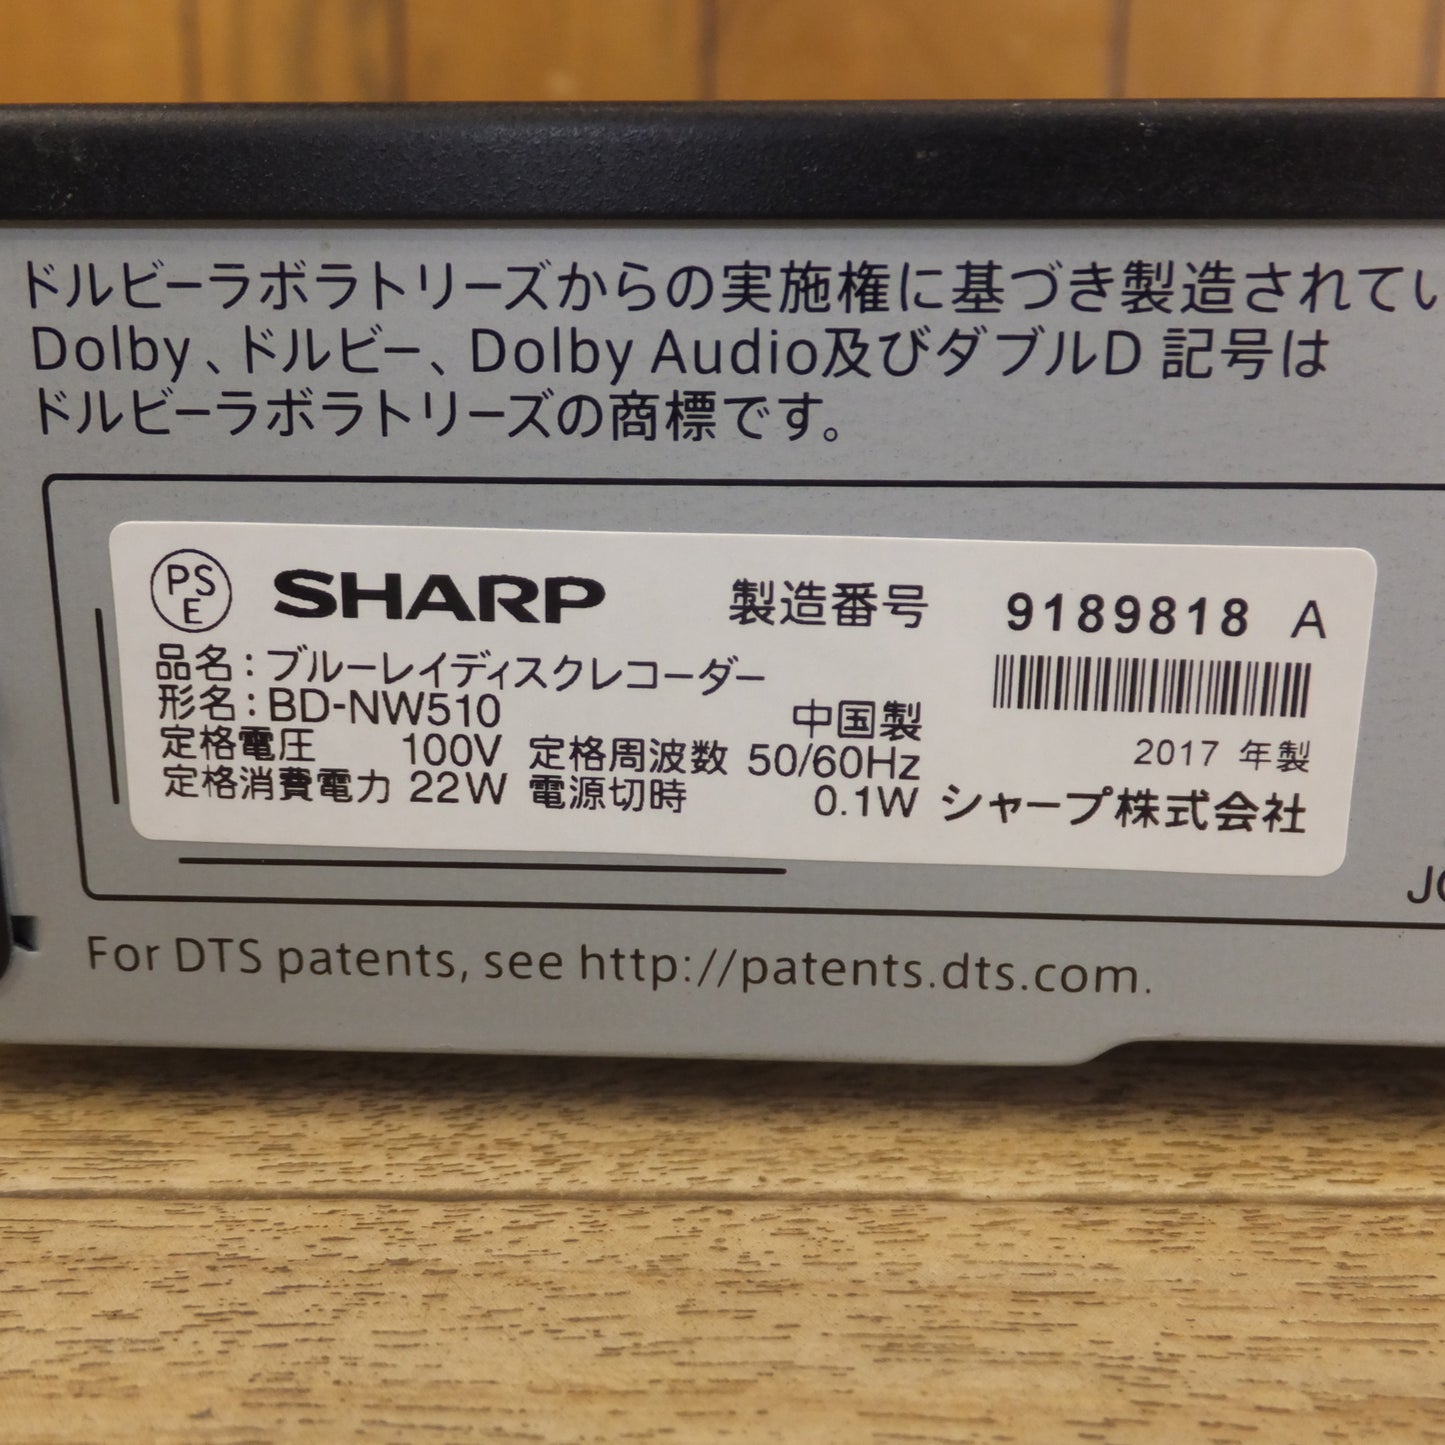 ドルビーラボラトリーズからの実施権に基づき製造されてい
Dolby、ドルビー、Dolby Audio及びダブルD 記号は
ドルビーラボラトリーズの商標です。
PS E SHARP 製造番号 9189818 A
品名:ブルーレイディスクレコーダー
形名:BD-NW510 中国製
定格電圧 100V 定格周波数 50/60Hz 2017 年製
定格消費電力 22W 電源切時 0.1W シャープ株式会社
For DTS patents, see http://patents.dts.com.